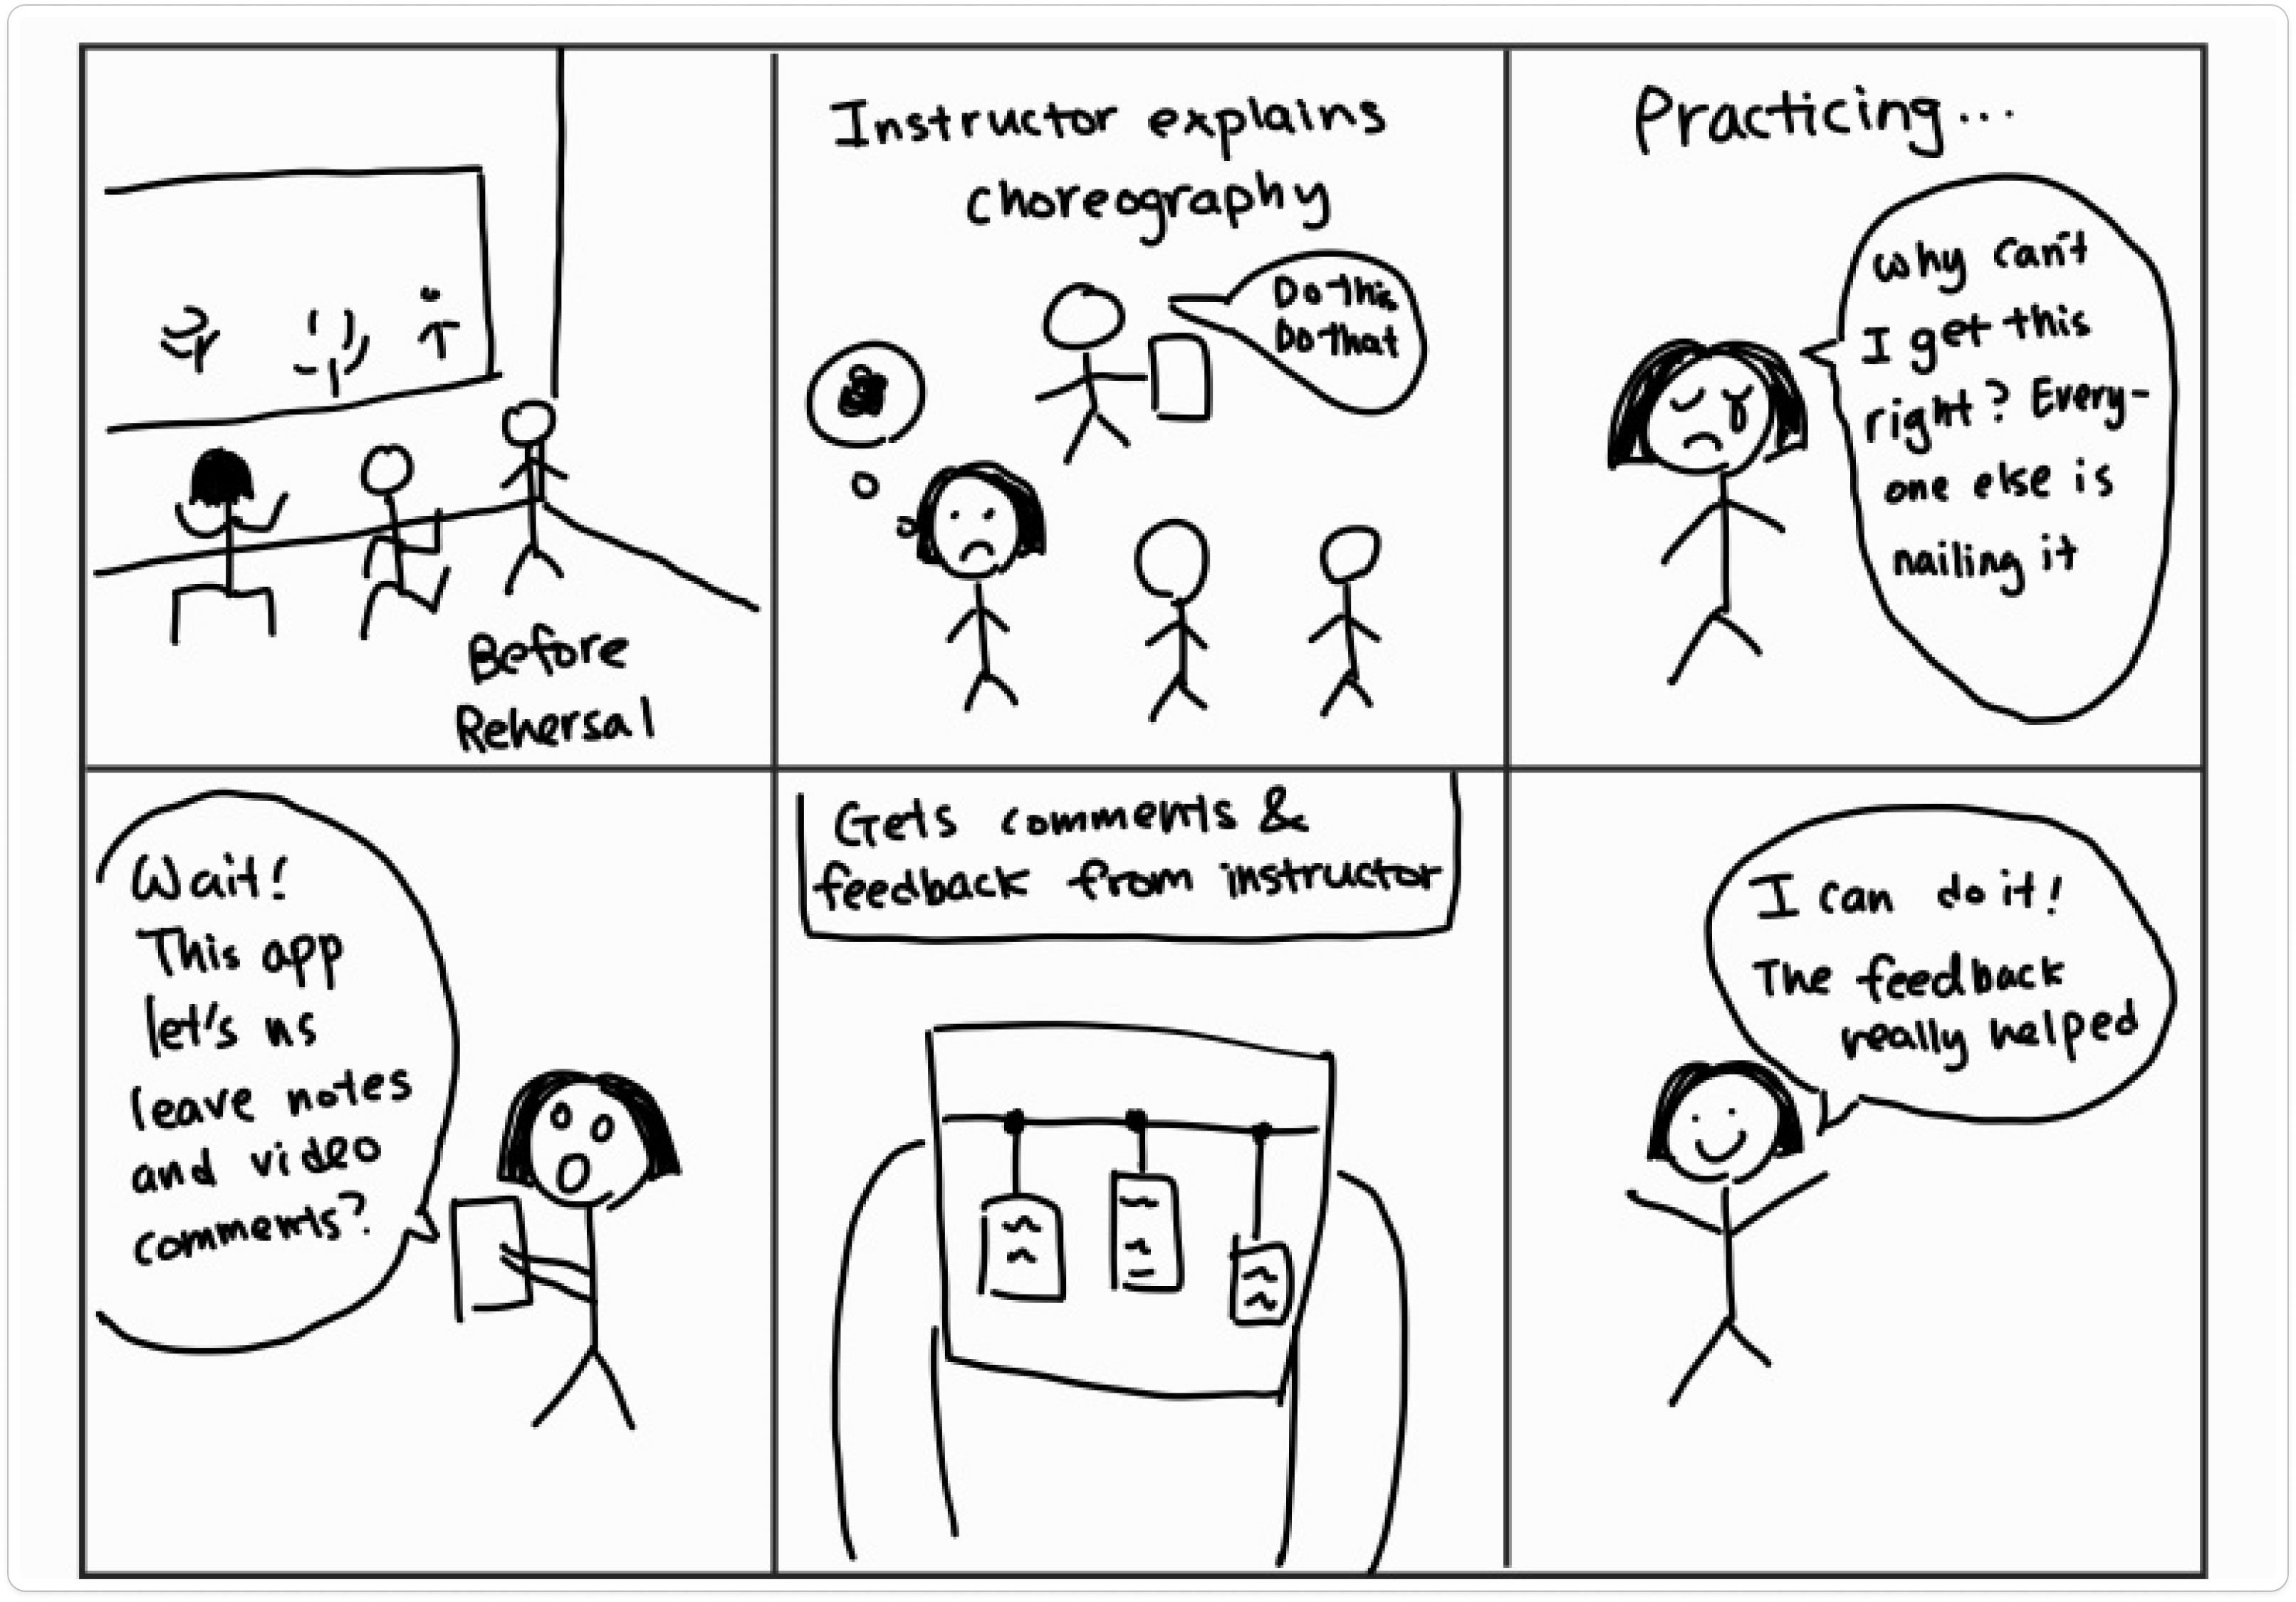 Before
Rehersal
Instructor explains
choreography
Do this
Do that
Practicing...
Why can't
I get this
right? Every-
one else is
nailing it
Wait!
This app
let's us
leave notes
and video
comments?
Gets comments &
feedback from instructor
I can do it!
The feedback
really helped